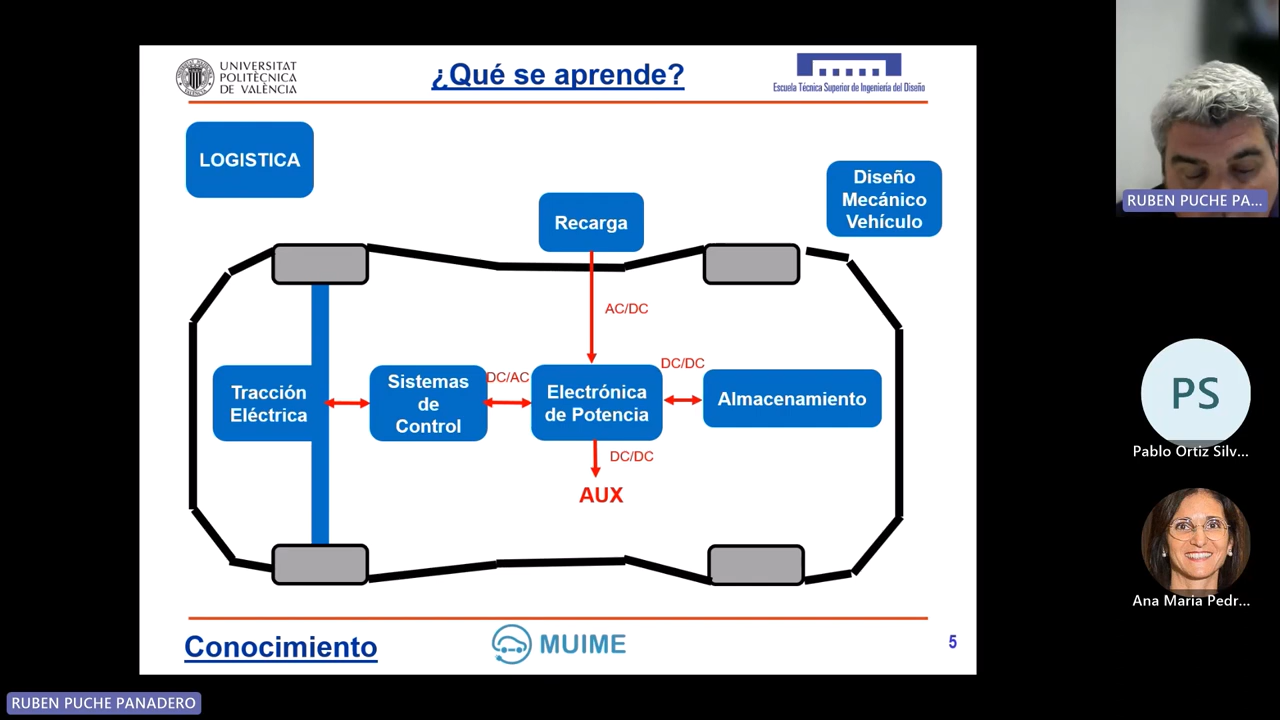 UNIVERSITAT
POLITÈCNICA
DE VALÈNCIA
¿Qué se aprende?
Escuela Técnica Superior de Ingeniería del Diseño
LOGISTICA
Diseño
Mecánico
Vehículo
Recarga
AC/DC
DC/DC
DC/AC
Tracción
Eléctrica
Sistemas
de
Control
Electrónica
de Potencia
Almacenamiento
DC/DC
AUX
Conocimiento
MUIME
5
RUBEN PUCHE PA...
PS
Pablo Ortiz Silv...
Ana Maria Pedr...
RUBEN PUCHE PANADERO